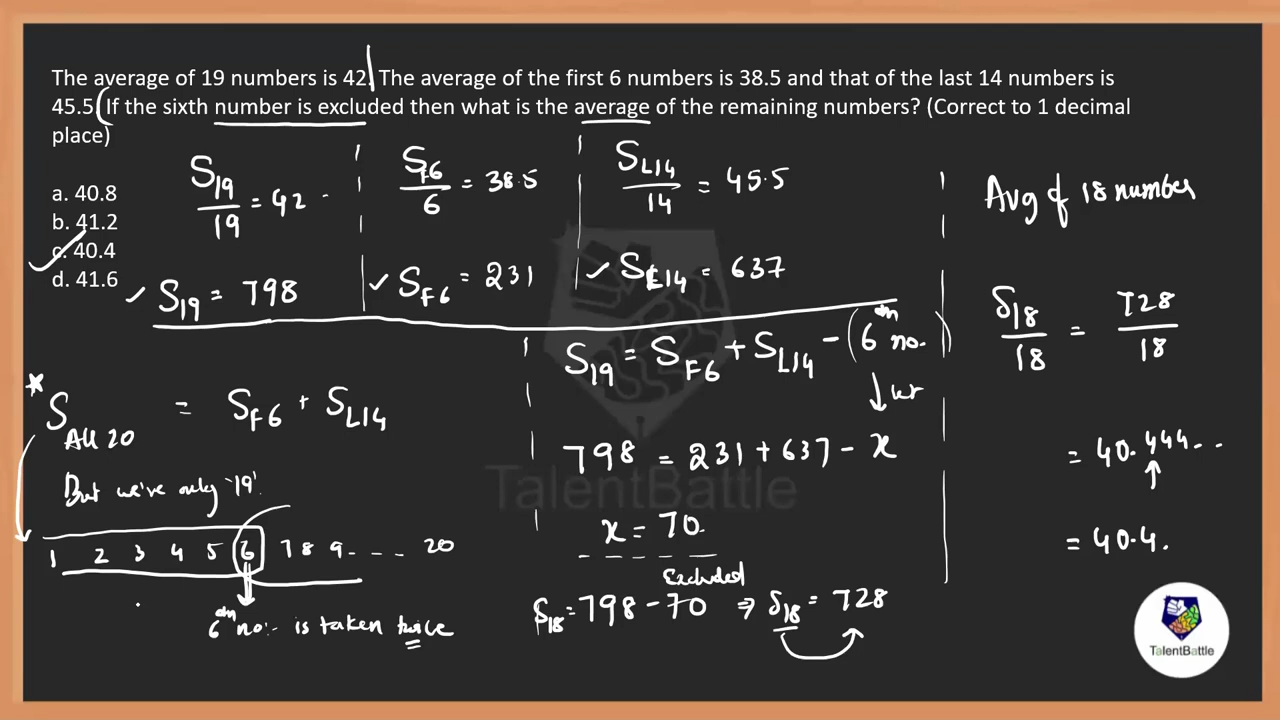 The average of 19 numbers is 42. The average of the first 6 numbers is 38.5 and that of the last 14 numbers is
45.5. If the sixth number is excluded then what is the average of the remaining numbers? (Correct to 1 decimal
place)
a. 40.8
b. 41.2
c. 40.4
d. 41.6
S19/19 = 42
✓ S19 = 798
SF6/6 = 38.5
✓ SF6 = 231
SL14/14 = 45.5
✓ SL14 = 637
* S All 20 = SF6 + SL14
But we've only '19'.
1 2 3 4 5 6 7 8 9 . - - - 20
6th no:- is taken twice
S19 = SF6 + SL14 - (6th no.)
let
798 = 231 + 637 - x
x = 70.
Excluded
S18 = 798 - 70 ⇒ S18 = 728
Avg of 18 number
S18/18 = 728/18
= 40.444...
= 40.4.
TalentBattle
TalentBattle